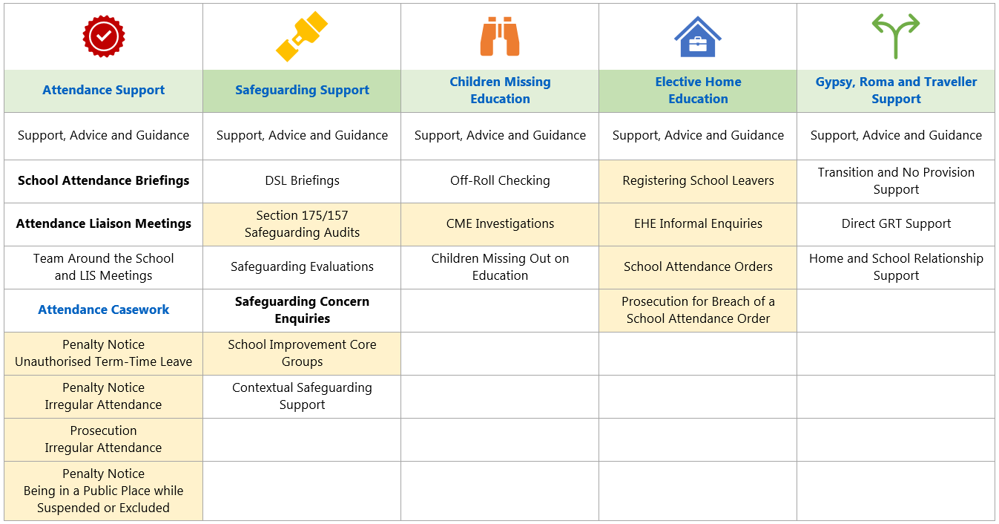 Attendance Support
Safeguarding Support
Children Missing
Education
Elective Home
Education
Gypsy, Roma and Traveller
Support
Support, Advice and Guidance
Support, Advice and Guidance
Support, Advice and Guidance
Support, Advice and Guidance
Support, Advice and Guidance
School Attendance Briefings
DSL Briefings
Off-Roll Checking
Registering School Leavers
Transition and No Provision
Support
Attendance Liaison Meetings
Section 175/157
Safeguarding Audits
CME Investigations
EHE Informal Enquiries
Direct GRT Support
Team Around the School
and LIS Meetings
Safeguarding Evaluations
Children Missing Out on
Education
School Attendance Orders
Home and School Relationship
Support
Attendance Casework
Safeguarding Concern
Enquiries
Prosecution for Breach of a
School Attendance Order
Penalty Notice
Unauthorised Term-Time Leave
School Improvement Core
Groups
Penalty Notice
Irregular Attendance
Contextual Safeguarding
Support
Prosecution
Irregular Attendance
Penalty Notice
Being in a Public Place while
Suspended or Excluded